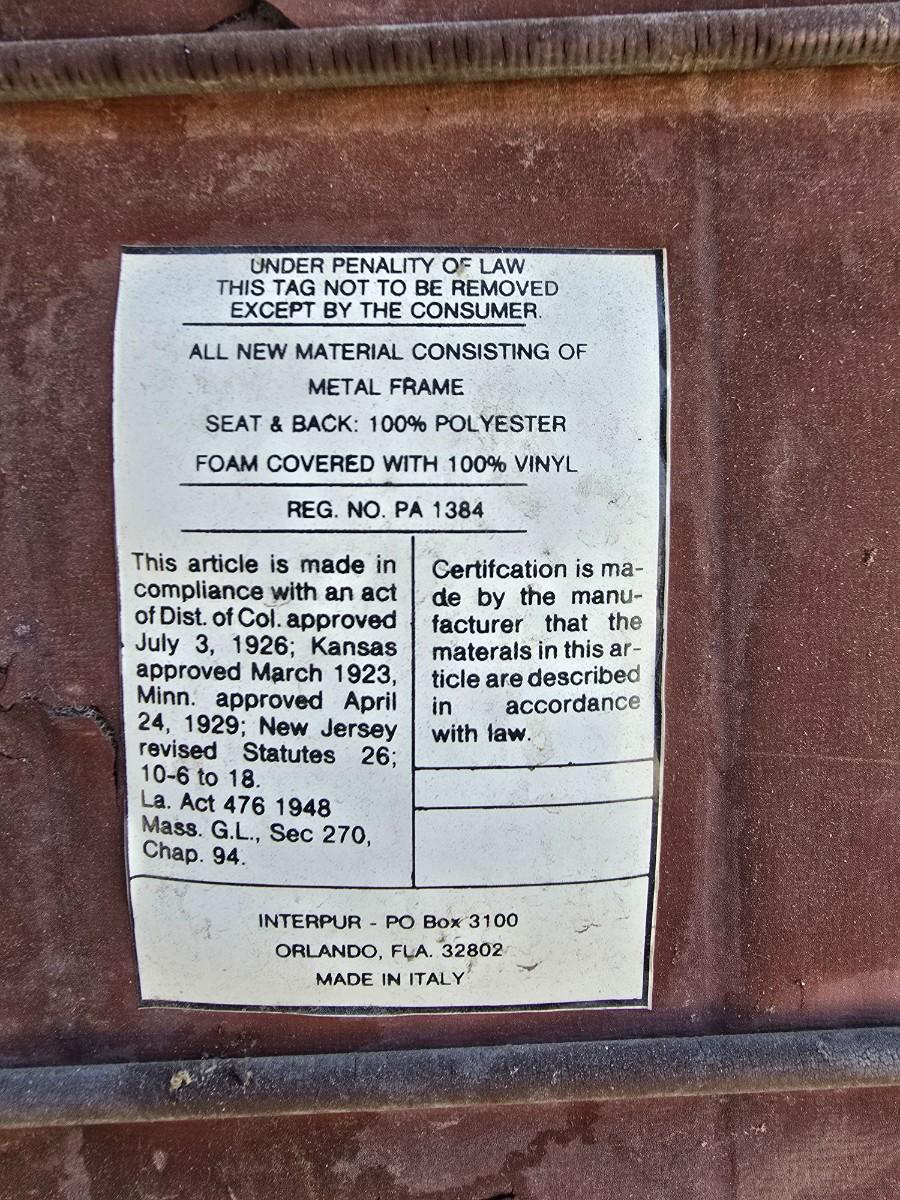 UNDER PENALITY OF LAW
THIS TAG NOT TO BE REMOVED
EXCEPT BY THE CONSUMER.
ALL NEW MATERIAL CONSISTING OF
METAL FRAME
SEAT & BACK: 100% POLYESTER
FOAM COVERED WITH 100% VINYL
REG. NO. PA 1384
This article is made in
compliance with an act
of Dist. of Col. approved
July 3, 1926; Kansas
approved March 1923,
Minn. approved April
24, 1929; New Jersey
revised Statutes 26;
10-6 to 18.
La. Act 476 1948
Mass. G.L., Sec 270,
Chap. 94.
Certifcation is ma-
de by the manu-
facturer that the
materals in this ar-
ticle are described
in accordance
with law.
INTERPUR - PO Box 3100
ORLANDO, FLA. 32802
MADE IN ITALY